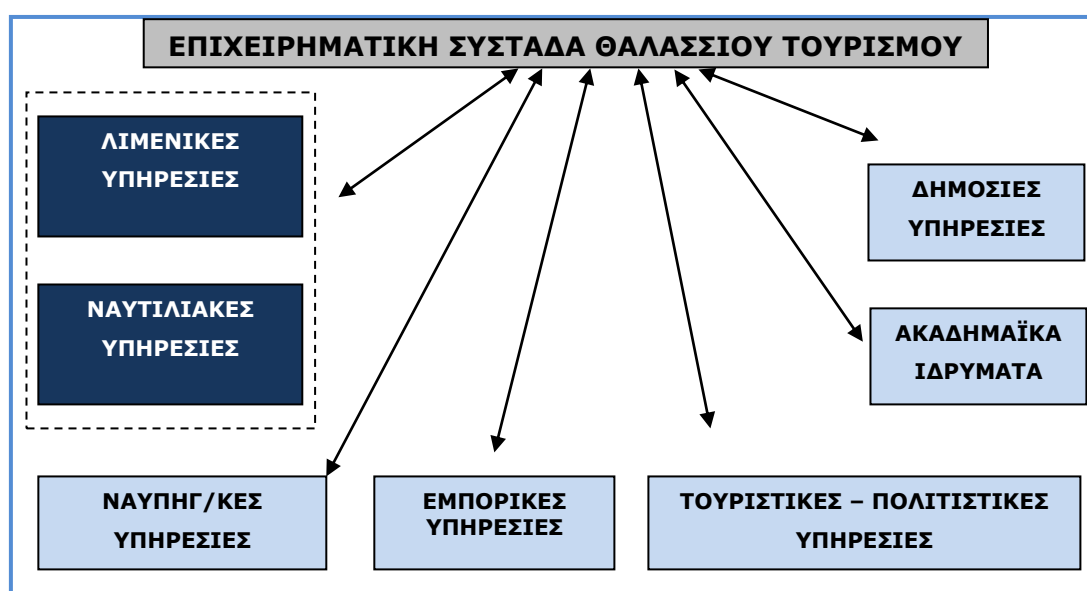 ΕΠΙΧΕΙΡΗΜΑΤΙΚΗ ΣΥΣΤΑΔΑ ΘΑΛΑΣΣΙΟΥ ΤΟΥΡΙΣΜΟΥ
ΛΙΜΕΝΙΚΕΣ
ΥΠΗΡΕΣΙΕΣ
ΝΑΥΤΙΛΙΑΚΕΣ
ΥΠΗΡΕΣΙΕΣ
ΔΗΜΟΣΙΕΣ
ΥΠΗΡΕΣΙΕΣ
ΑΚΑΔΗΜΑΪΚΑ
ΙΔΡΥΜΑΤΑ
ΝΑΥΠΗΓ/ΚΕΣ
ΥΠΗΡΕΣΙΕΣ
ΕΜΠΟΡΙΚΕΣ
ΥΠΗΡΕΣΙΕΣ
ΤΟΥΡΙΣΤΙΚΕΣ – ΠΟΛΙΤΙΣΤΙΚΕΣ
ΥΠΗΡΕΣΙΕΣ